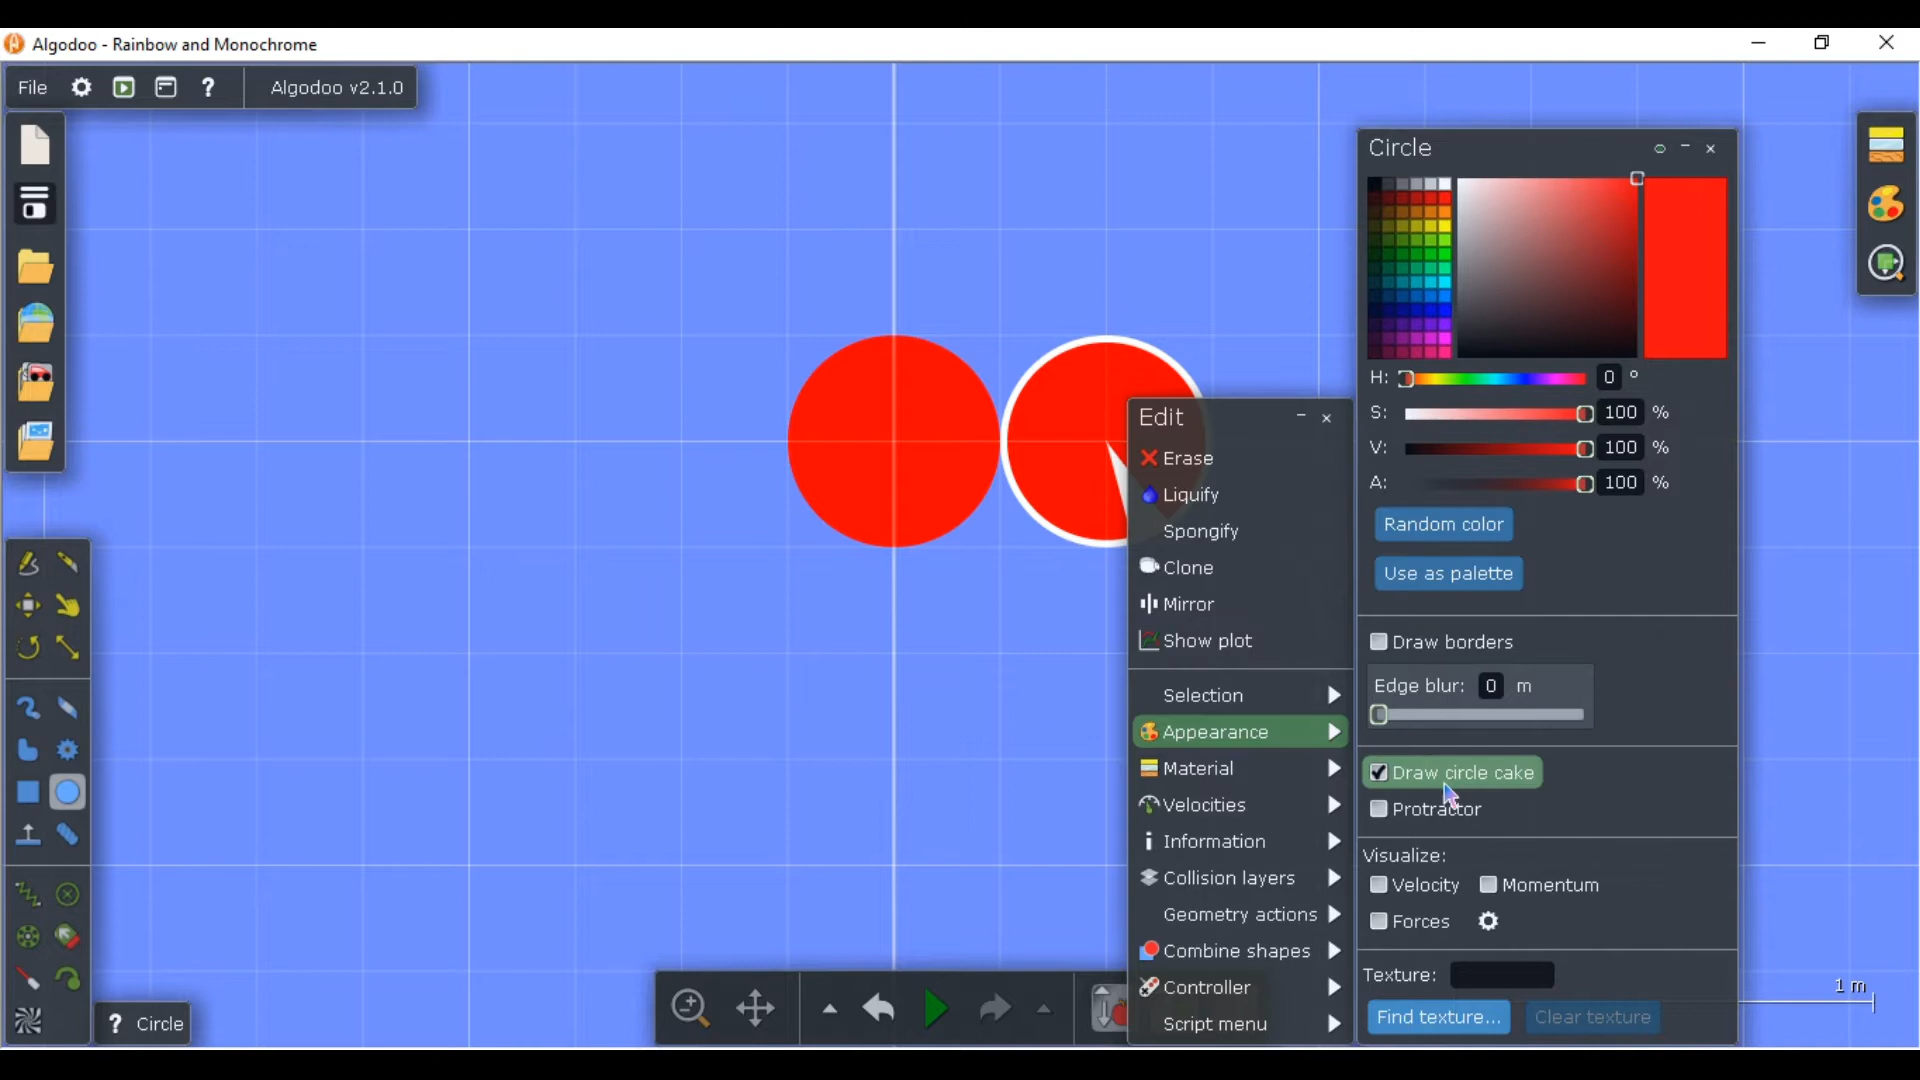 Algodoo - Rainbow and Monochrome
File
?
Algodoo v2.1.0
Circle
H: 0 °
S: 100 %
V: 100 %
A: 100 %
Random color
Use as palette
Draw borders
Edge blur: 0 m
Draw circle cake
Protractor
Visualize:
Velocity Momentum
Forces
Texture:
Find texture... Clear texture
Edit
Erase
Liquify
Spongify
Clone
Mirror
Show plot
Selection
Appearance
Material
Velocities
Information
Collision layers
Geometry actions
Combine shapes
Controller
Script menu
1 m
? Circle